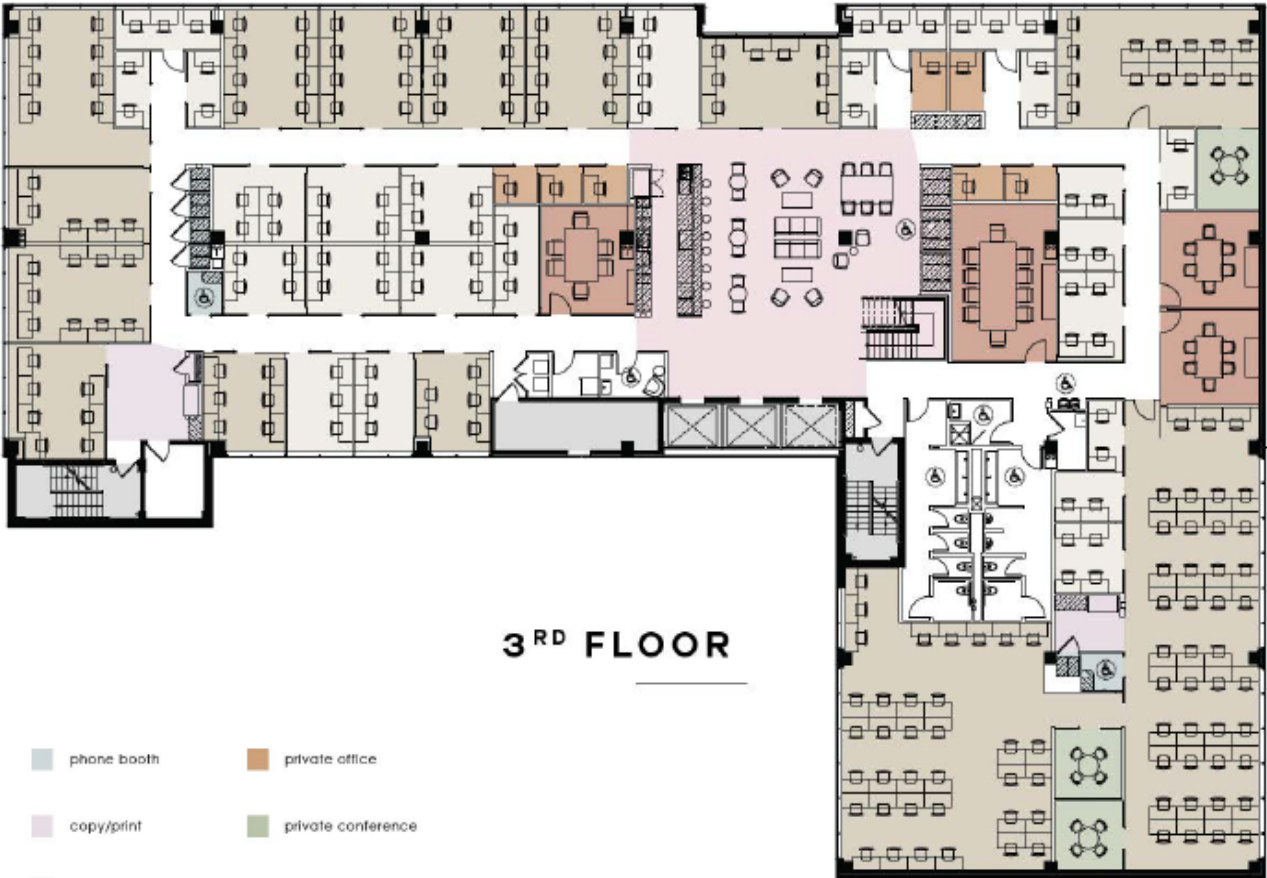 3RD FLOOR
phone booth
private office
copy/print
private conference